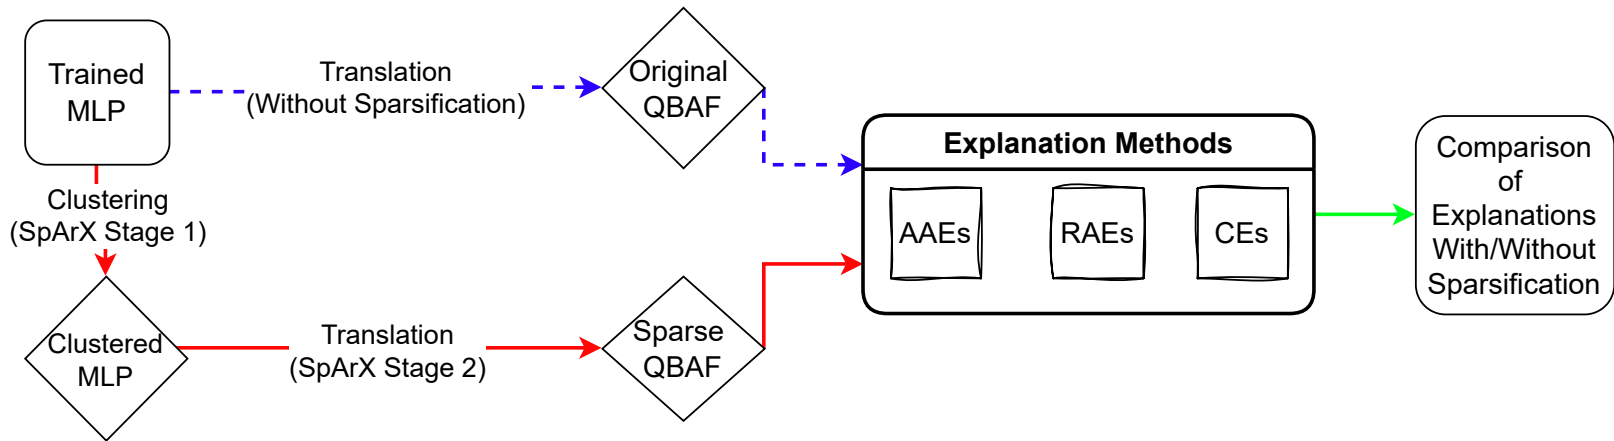 Trained
MLP
Translation
(Without Sparsification)
Original
QBAF
Clustering
(SpArX Stage 1)
Clustered
MLP
Translation
(SpArX Stage 2)
Sparse
QBAF
Explanation Methods
AAEs
RAEs
CEs
Comparison
of
Explanations
With/Without
Sparsification